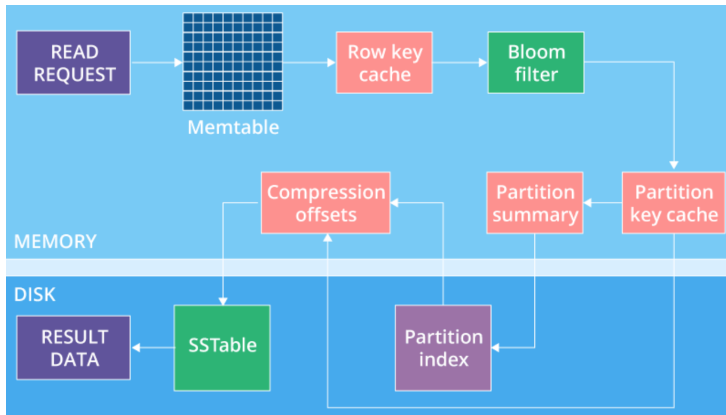 READ
REQUEST
Memtable
Row key
cache
Bloom
filter
Compression
offsets
Partition
summary
Partition
key cache
MEMORY
DISK
RESULT
DATA
SSTable
Partition
index